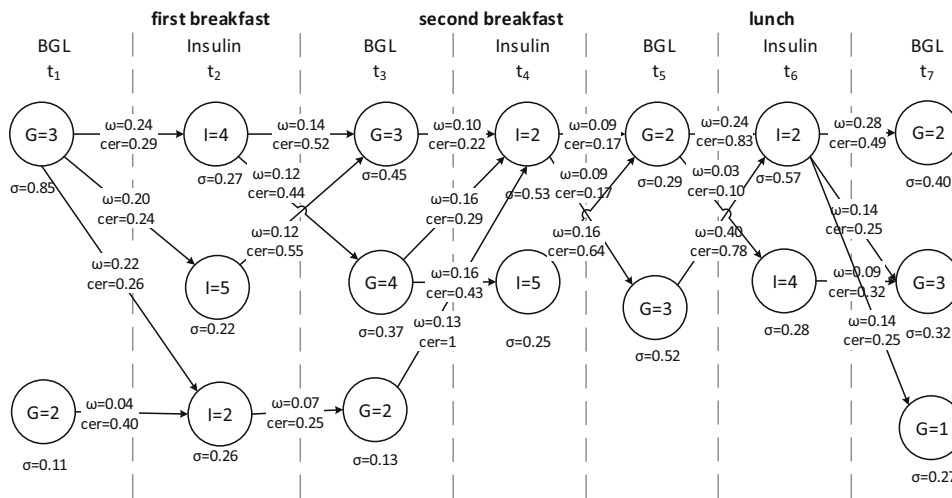 first breakfast second breakfast lunch
BGL Insulin BGL Insulin BGL Insulin BGL
t₁ t₂ t₃ t₄ t₅ t₆ t₇
G=3 ω=0.24 I=4 ω=0.14 G=3 ω=0.10 I=2 ω=0.09 G=2 ω=0.24 I=2 ω=0.28 G=2
cer=0.29 cer=0.52 cer=0.22 cer=0.17 cer=0.83 cer=0.49
σ=0.85 σ=0.27 ω=0.12 σ=0.45 σ=0.53 ω=0.09 σ=0.29 ω=0.03 σ=0.57 σ=0.40
cer=0.44 cer=0.17 cer=0.10
ω=0.20 ω=0.16 ω=0.14
cer=0.24 cer=0.29 cer=0.25
ω=0.12 ω=0.16 ω=0.40
cer=0.55 cer=0.64 cer=0.78
ω=0.22 I=5 G=4 ω=0.16 I=5 G=3 I=4 ω=0.09 G=3
cer=0.26 cer=0.43 cer=0.32
σ=0.22 σ=0.37 ω=0.13 σ=0.25 σ=0.52 σ=0.28 ω=0.14 σ=0.32
cer=1 cer=0.25
G=2 ω=0.04 I=2 ω=0.07 G=2 G=1
cer=0.40 cer=0.25
σ=0.11 σ=0.26 σ=0.13 σ=0.27